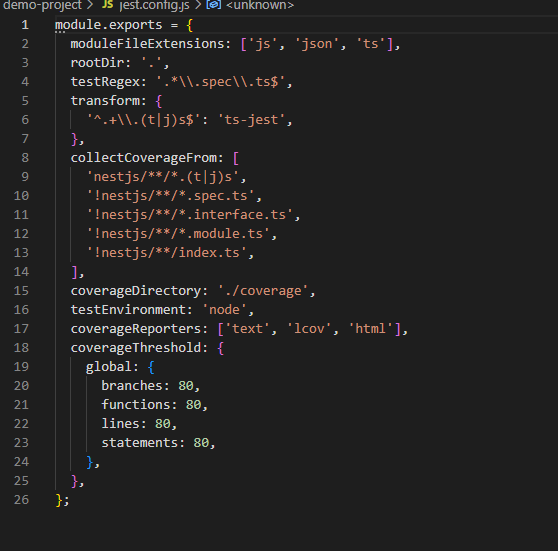 demo-project > JS jest.config.js > <unknown>
1 module.exports = {
2 moduleFileExtensions: ['js', 'json', 'ts'],
3 rootDir: '.',
4 testRegex: '.*\\.spec\\.ts$',
5 transform: {
6 '^.+\\.(t|j)s$': 'ts-jest',
7 },
8 collectCoverageFrom: [
9 'nestjs/**/*.(t|j)s',
10 '!nestjs/**/*.spec.ts',
11 '!nestjs/**/*.interface.ts',
12 '!nestjs/**/*.module.ts',
13 '!nestjs/**/index.ts',
14 ],
15 coverageDirectory: './coverage',
16 testEnvironment: 'node',
17 coverageReporters: ['text', 'lcov', 'html'],
18 coverageThreshold: {
19 global: {
20 branches: 80,
21 functions: 80,
22 lines: 80,
23 statements: 80,
24 },
25 },
26 };